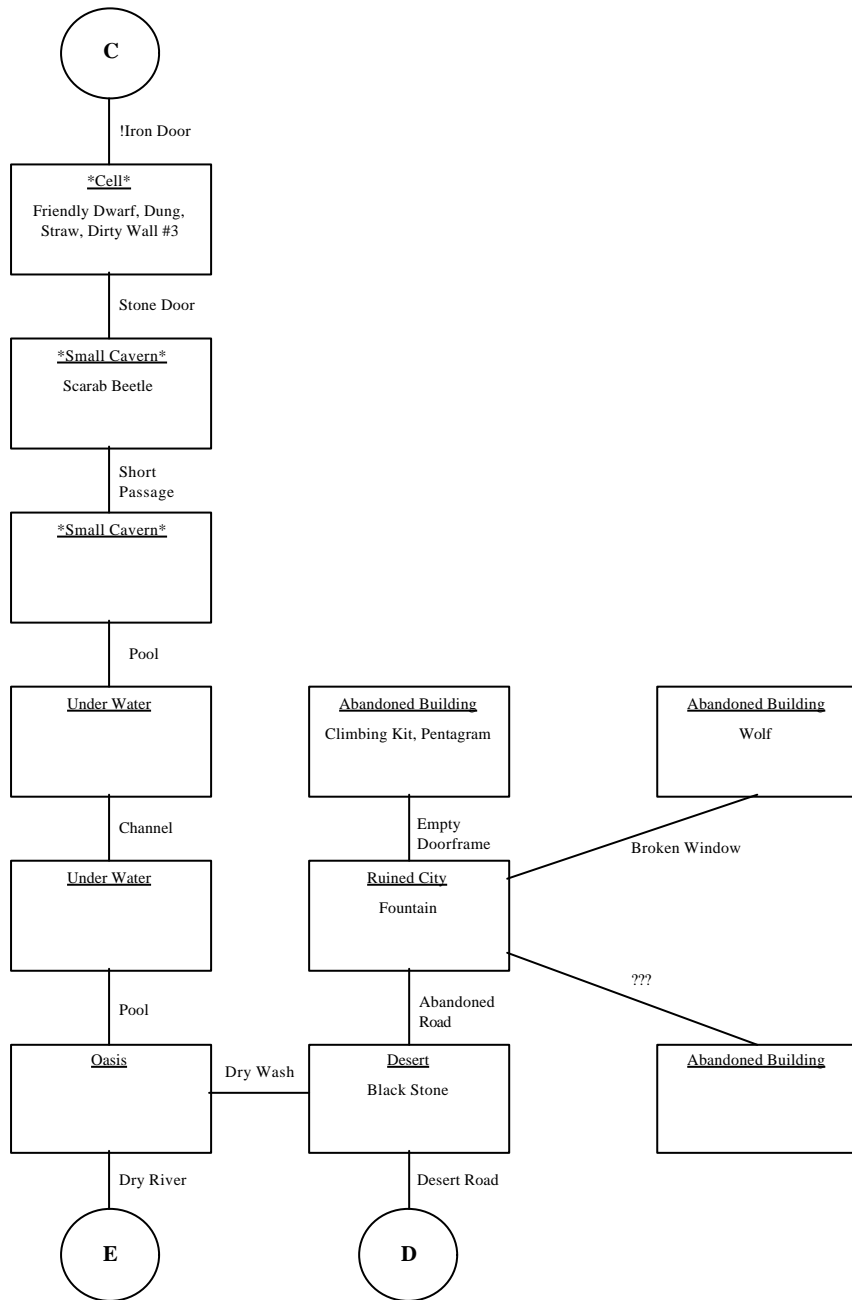 C
!Iron Door
*Cell*
Friendly Dwarf, Dung,
Straw, Dirty Wall #3
Stone Door
*Small Cavern*
Scarab Beetle
Short
Passage
*Small Cavern*
Pool
Under Water
Abandoned Building
Climbing Kit, Pentagram
Abandoned Building
Wolf
Channel
Empty
Doorframe
Broken Window
Under Water
Ruined City
Fountain
Pool
Abandoned
Road
???
Oasis
Dry Wash
Desert
Black Stone
Abandoned Building
Dry River
Desert Road
E
D